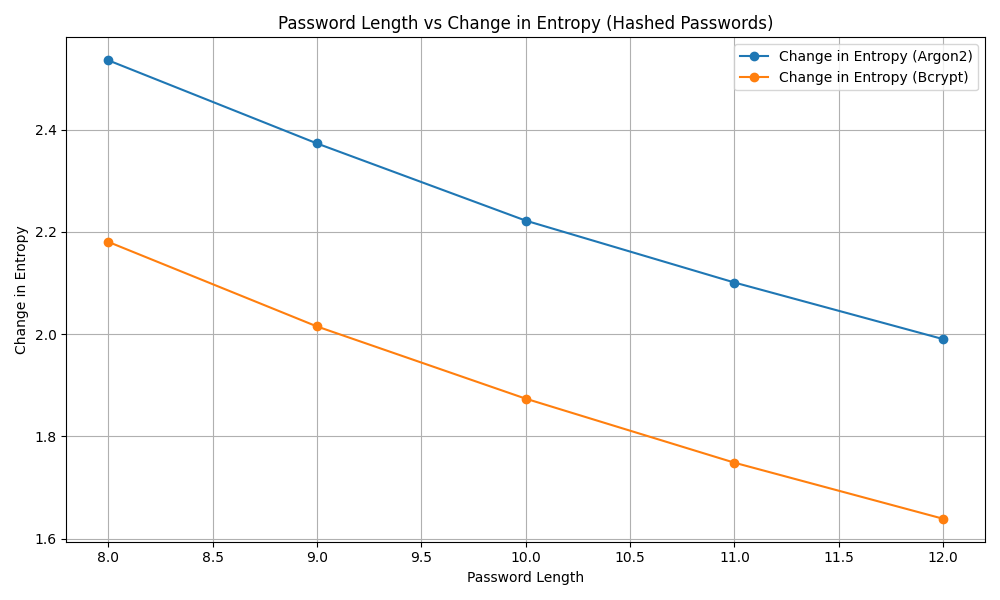 Password Length vs Change in Entropy (Hashed Passwords)
Change in Entropy (Argon2)
Change in Entropy (Bcrypt)
Change in Entropy
2.4
2.2
2.0
1.8
1.6
8.0 8.5 9.0 9.5 10.0 10.5 11.0 11.5 12.0
Password Length